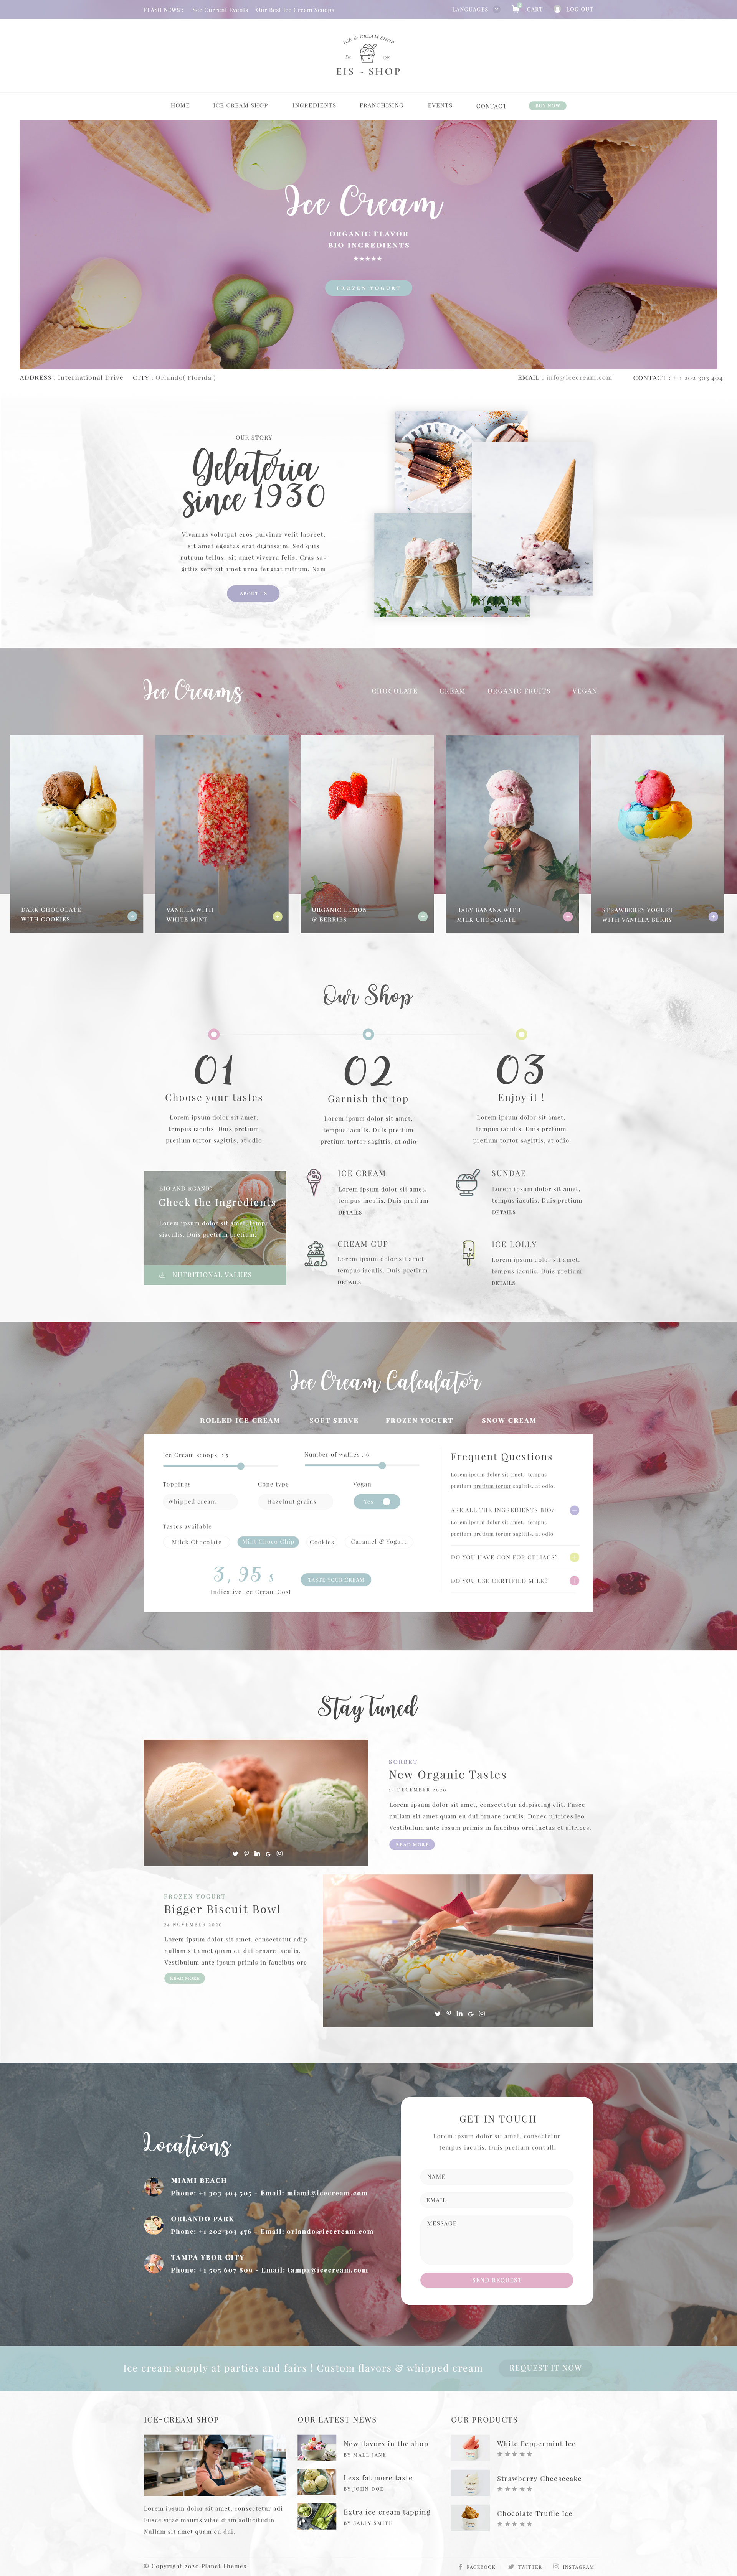 FLASH NEWS :
See Current Events
Our Best Ice Cream Scoops
LANGUAGES
CART
LOG OUT
ICE & CREAM SHOP
EIS - SHOP
HOME
ICE CREAM SHOP
INGREDIENTS
FRANCHISING
EVENTS
CONTACT
BUY NOW
Ice Cream
ORGANIC FLAVOR
BIO INGREDIENTS
FROZEN YOGURT
ADDRESS : International Drive
CITY : Orlando( Florida )
EMAIL : info@icecream.com
CONTACT : + 1 202 303 404
OUR STORY
Gelateria
since 1930
Vivamus volutpat eros pulvinar velit laoreet,
sit amet egestas erat dignissim. Sed quis
rutrum tellus, sit amet viverra felis. Cras sa-
gittis sem sit amet urna feugiat rutrum. Nam
ABOUT US
Ice Creams
CHOCOLATE
CREAM
ORGANIC FRUITS
VEGAN
DARK CHOCOLATE
WITH COOKIES
VANILLA WITH
WHITE MINT
ORGANIC LEMON
& BERRIES
BABY BANANA WITH
MILK CHOCOLATE
STRAWBERRY YOGURT
WITH VANILLA BERRY
Our Shop
01
Choose your tastes
Lorem ipsum dolor sit amet,
tempus iaculis. Duis pretium
pretium tortor sagittis, at odio
02
Garnish the top
Lorem ipsum dolor sit amet,
tempus iaculis. Duis pretium
pretium tortor sagittis, at odio
03
Enjoy it !
Lorem ipsum dolor sit amet,
tempus iaculis. Duis pretium
pretium tortor sagittis, at odio
BIO AND RGANIC
Check the Ingredients
Lorem ipsum dolor sit amet, tempu
siaculis. Duis pretium pretium.
NUTRITIONAL VALUES
ICE CREAM
Lorem ipsum dolor sit amet,
tempus iaculis. Duis pretium
DETAILS
SUNDAE
Lorem ipsum dolor sit amet,
tempus iaculis. Duis pretium
DETAILS
CREAM CUP
Lorem ipsum dolor sit amet,
tempus iaculis. Duis pretium
DETAILS
ICE LOLLY
Lorem ipsum dolor sit amet,
tempus iaculis. Duis pretium
DETAILS
Ice Cream Calculator
ROLLED ICE CREAM
SOFT SERVE
FROZEN YOGURT
SNOW CREAM
Ice Cream scoops : 5
Number of waffles : 6
Toppings
Cone type
Vegan
Whipped cream
Hazelnut grains
Yes
Tastes available
Milck Chocolate
Mint Choco Chip
Cookies
Caramel & Yogurt
3,95 $
Indicative Ice Cream Cost
TASTE YOUR CREAM
Frequent Questions
Lorem ipsum dolor sit amet, tempus
pretium pretium tortor sagittis, at odio.
ARE ALL THE INGREDIENTS BIO?
Lorem ipsum dolor sit amet, tempus
pretium pretium tortor sagittis, at odio
DO YOU HAVE CON FOR CELIACS?
DO YOU USE CERTIFIED MILK?
Stay tuned
SORBET
New Organic Tastes
14 DECEMBER 2020
Lorem ipsum dolor sit amet, consectetur adipiscing elit. Fusce
nullam sit amet quam eu dui ornare iaculis. Donec ultrices leo
Vestibulum ante ipsum primis in faucibus orci luctus et ultrices.
READ MORE
FROZEN YOGURT
Bigger Biscuit Bowl
24 NOVEMBER 2020
Lorem ipsum dolor sit amet, consectetur adip
nullam sit amet quam eu dui ornare iaculis.
Vestibulum ante ipsum primis in faucibus orc
READ MORE
Locations
MIAMI BEACH
Phone: +1 303 404 505 - Email: miami@icecream.com
ORLANDO PARK
Phone: +1 202 303 476 - Email: orlando@icecream.com
TAMPA YBOR CITY
Phone: +1 505 607 809 - Email: tampa@icecream.com
GET IN TOUCH
Lorem ipsum dolor sit amet, consectetur
tempus iaculis. Duis pretium convalli
NAME
EMAIL
MESSAGE
SEND REQUEST
Ice cream supply at parties and fairs ! Custom flavors & whipped cream
REQUEST IT NOW
ICE-CREAM SHOP
Lorem ipsum dolor sit amet, consectetur adi
Fusce vitae mauris vitae diam sollicitudin
Nullam sit amet quam eu dui.
OUR LATEST NEWS
New flavors in the shop
BY MALL JANE
Less fat more taste
BY JOHN DOE
Extra ice cream tapping
BY SALLY SMITH
OUR PRODUCTS
White Peppermint Ice
Strawberry Cheesecake
Chocolate Truffle Ice
© Copyright 2020 Planet Themes
FACEBOOK
TWITTER
INSTAGRAM